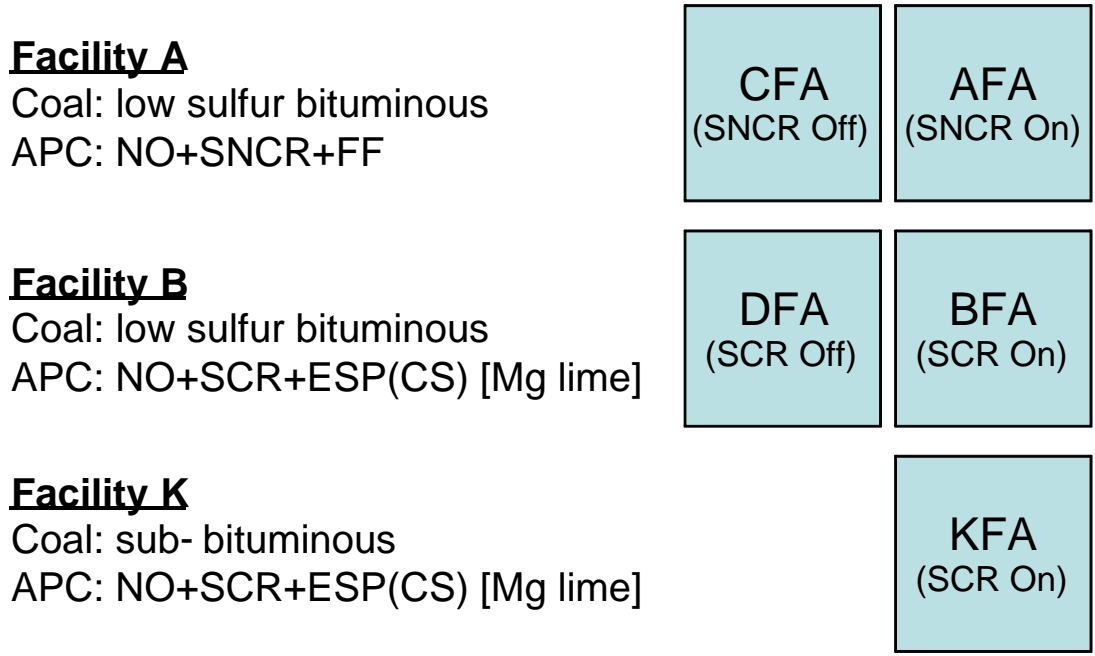 Facility A
Coal: low sulfur bituminous
APC: NO+SNCR+FF
CFA
(SNCR Off)
AFA
(SNCR On)
Facility B
Coal: low sulfur bituminous
APC: NO+SCR+ESP(CS) [Mg lime]
DFA
(SCR Off)
BFA
(SCR On)
Facility K
Coal: sub- bituminous
APC: NO+SCR+ESP(CS) [Mg lime]
KFA
(SCR On)